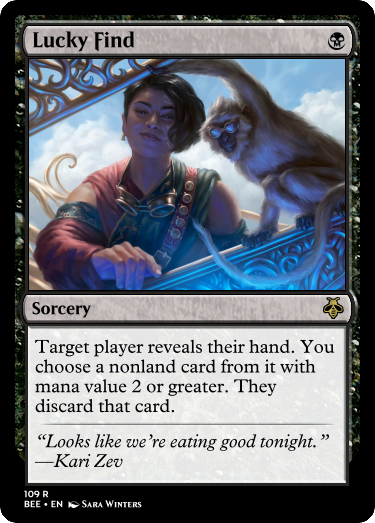 Lucky Find
Sorcery
Target player reveals their hand. You
choose a nonland card from it with
mana value 2 or greater. They
discard that card.
“Looks like we’re eating good tonight.”
—Kari Zev
109 R
BEE • EN Sara Winters